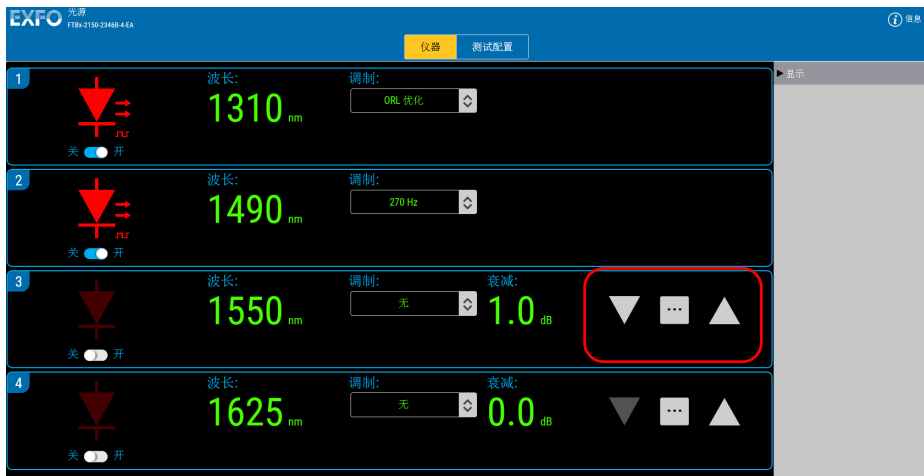 EXFO 光源
FTBx-2150-2346B-4-EA
信息
仪器 测试配置
显示
1
波长: 调制:
1310 nm ORL 优化
关 开
2
波长: 调制:
1490 nm 270 Hz
关 开
3
波长: 调制: 衰减:
1550 nm 无 1.0 dB
关 开
4
波长: 调制: 衰减:
1625 nm 无 0.0 dB
关 开